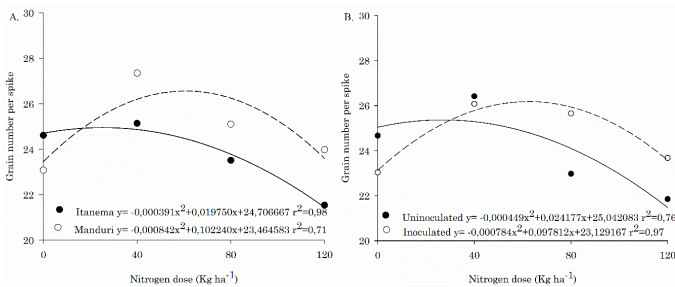 A.
30
28
26
24
22
20
Grain number per spike
Itanema y= -0,000391x²+0,019750x+24,706667 r²=0,98
Manduri y= -0,000842x²+0,102240x+23,464583 r²=0,71
0 40 80 120
Nitrogen dose (Kg ha⁻¹)
B.
30
28
26
24
22
20
Grain number per spike
Uninoculated y= -0,000449x²+0,024177x+25,042083 r²=0,76
Inoculated y= -0,000784x²+0,097812x+23,129167 r²=0,97
0 40 80 120
Nitrogen dose (Kg ha⁻¹)